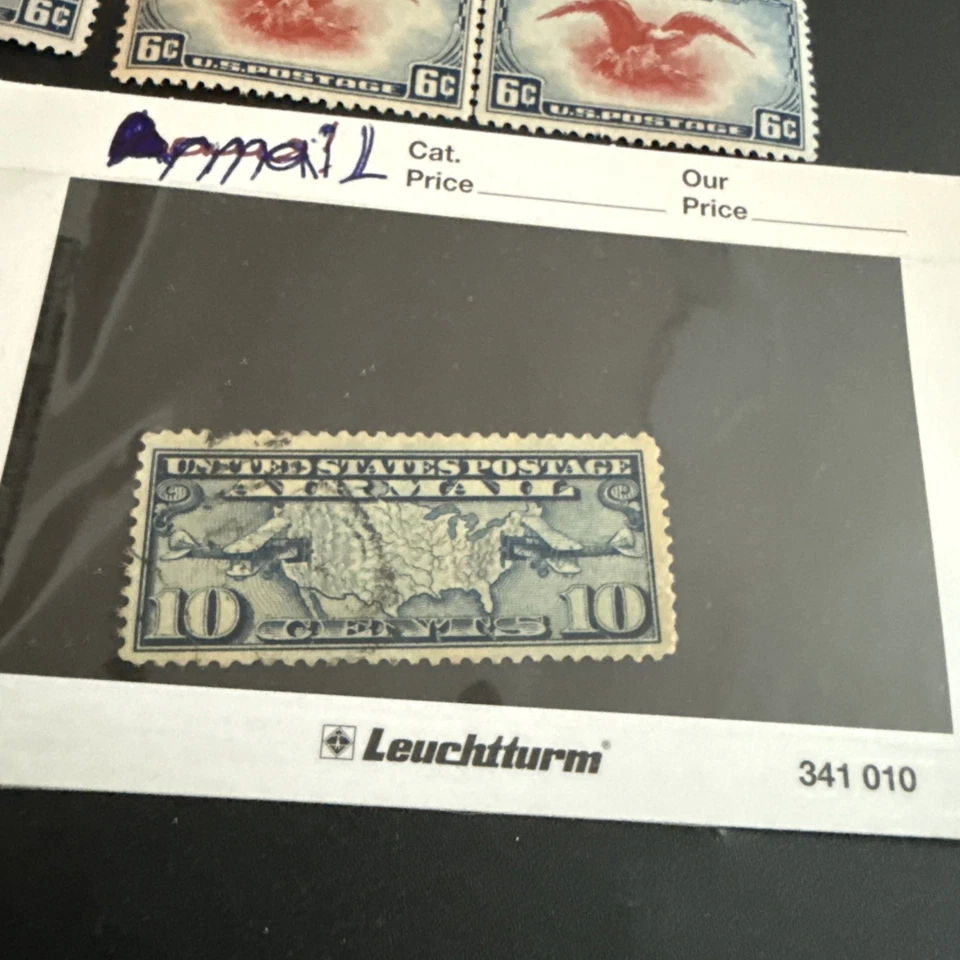 6¢
6¢ U.S.POSTAGE 6¢
6¢ U.S.POSTAGE 6¢
Cat.
Price
Our
Price
UNITED STATES POSTAGE
AIR MAIL
10 CENTS 10
Leuchtturm®
341 010